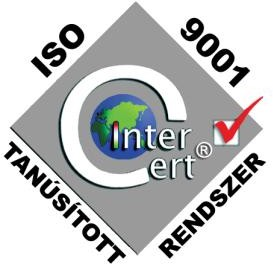 ISO 9001
Inter
Cert®
TANÚSÍTOTT
RENDSZER